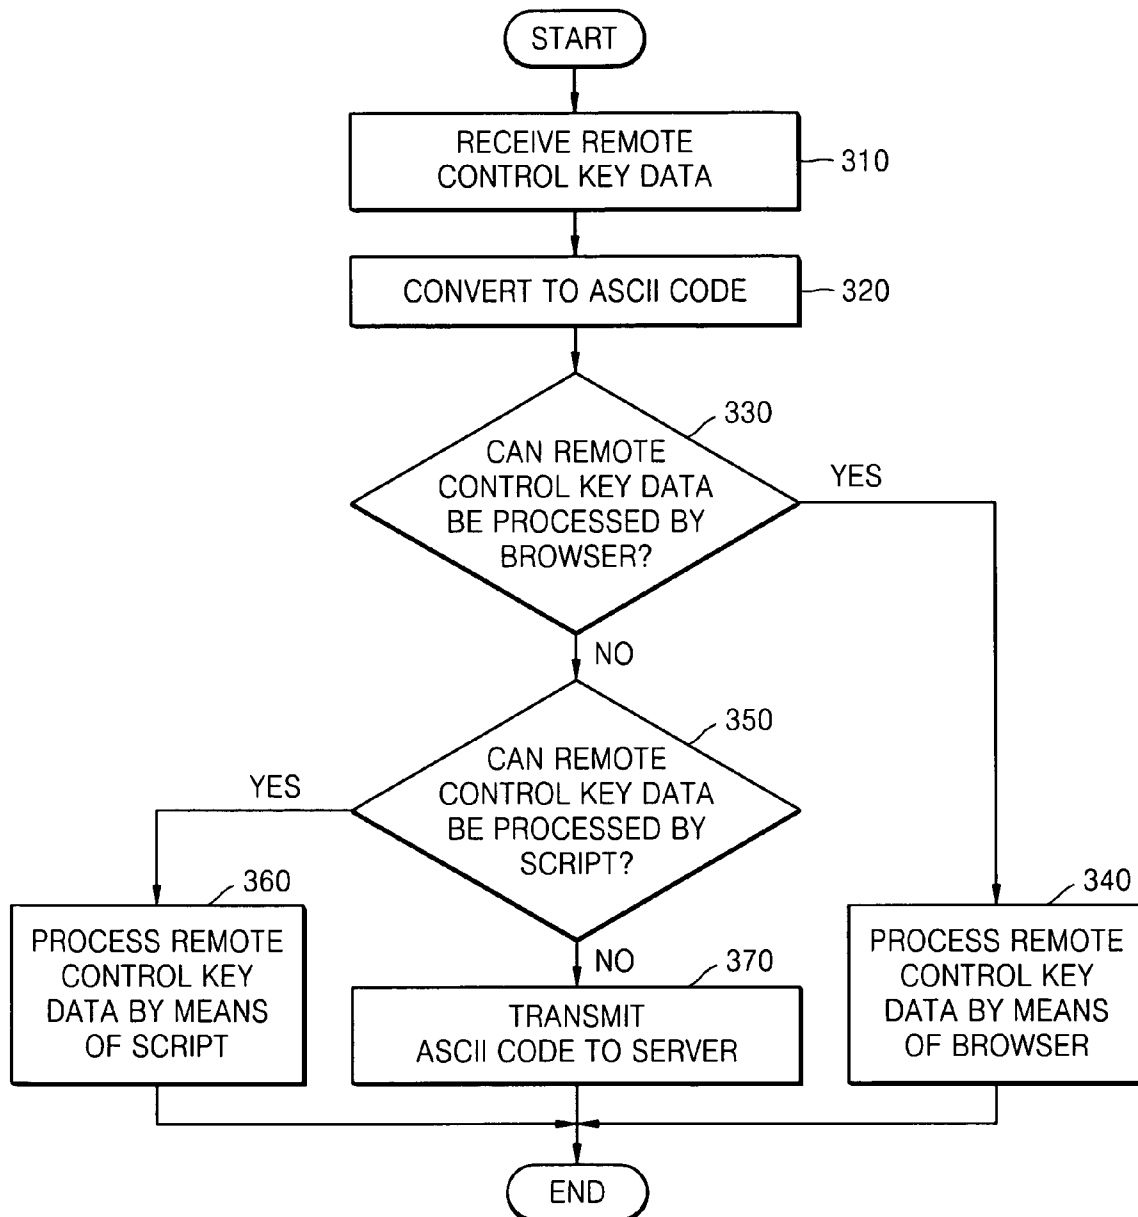 START
RECEIVE REMOTE
CONTROL KEY DATA
310
CONVERT TO ASCII CODE
320
330
CAN REMOTE
CONTROL KEY DATA
BE PROCESSED BY
BROWSER?
YES
NO
350
CAN REMOTE
CONTROL KEY DATA
BE PROCESSED BY
SCRIPT?
YES
360
PROCESS REMOTE
CONTROL KEY
DATA BY MEANS
OF SCRIPT
NO
370
TRANSMIT
ASCII CODE TO SERVER
340
PROCESS REMOTE
CONTROL KEY
DATA BY MEANS
OF BROWSER
END